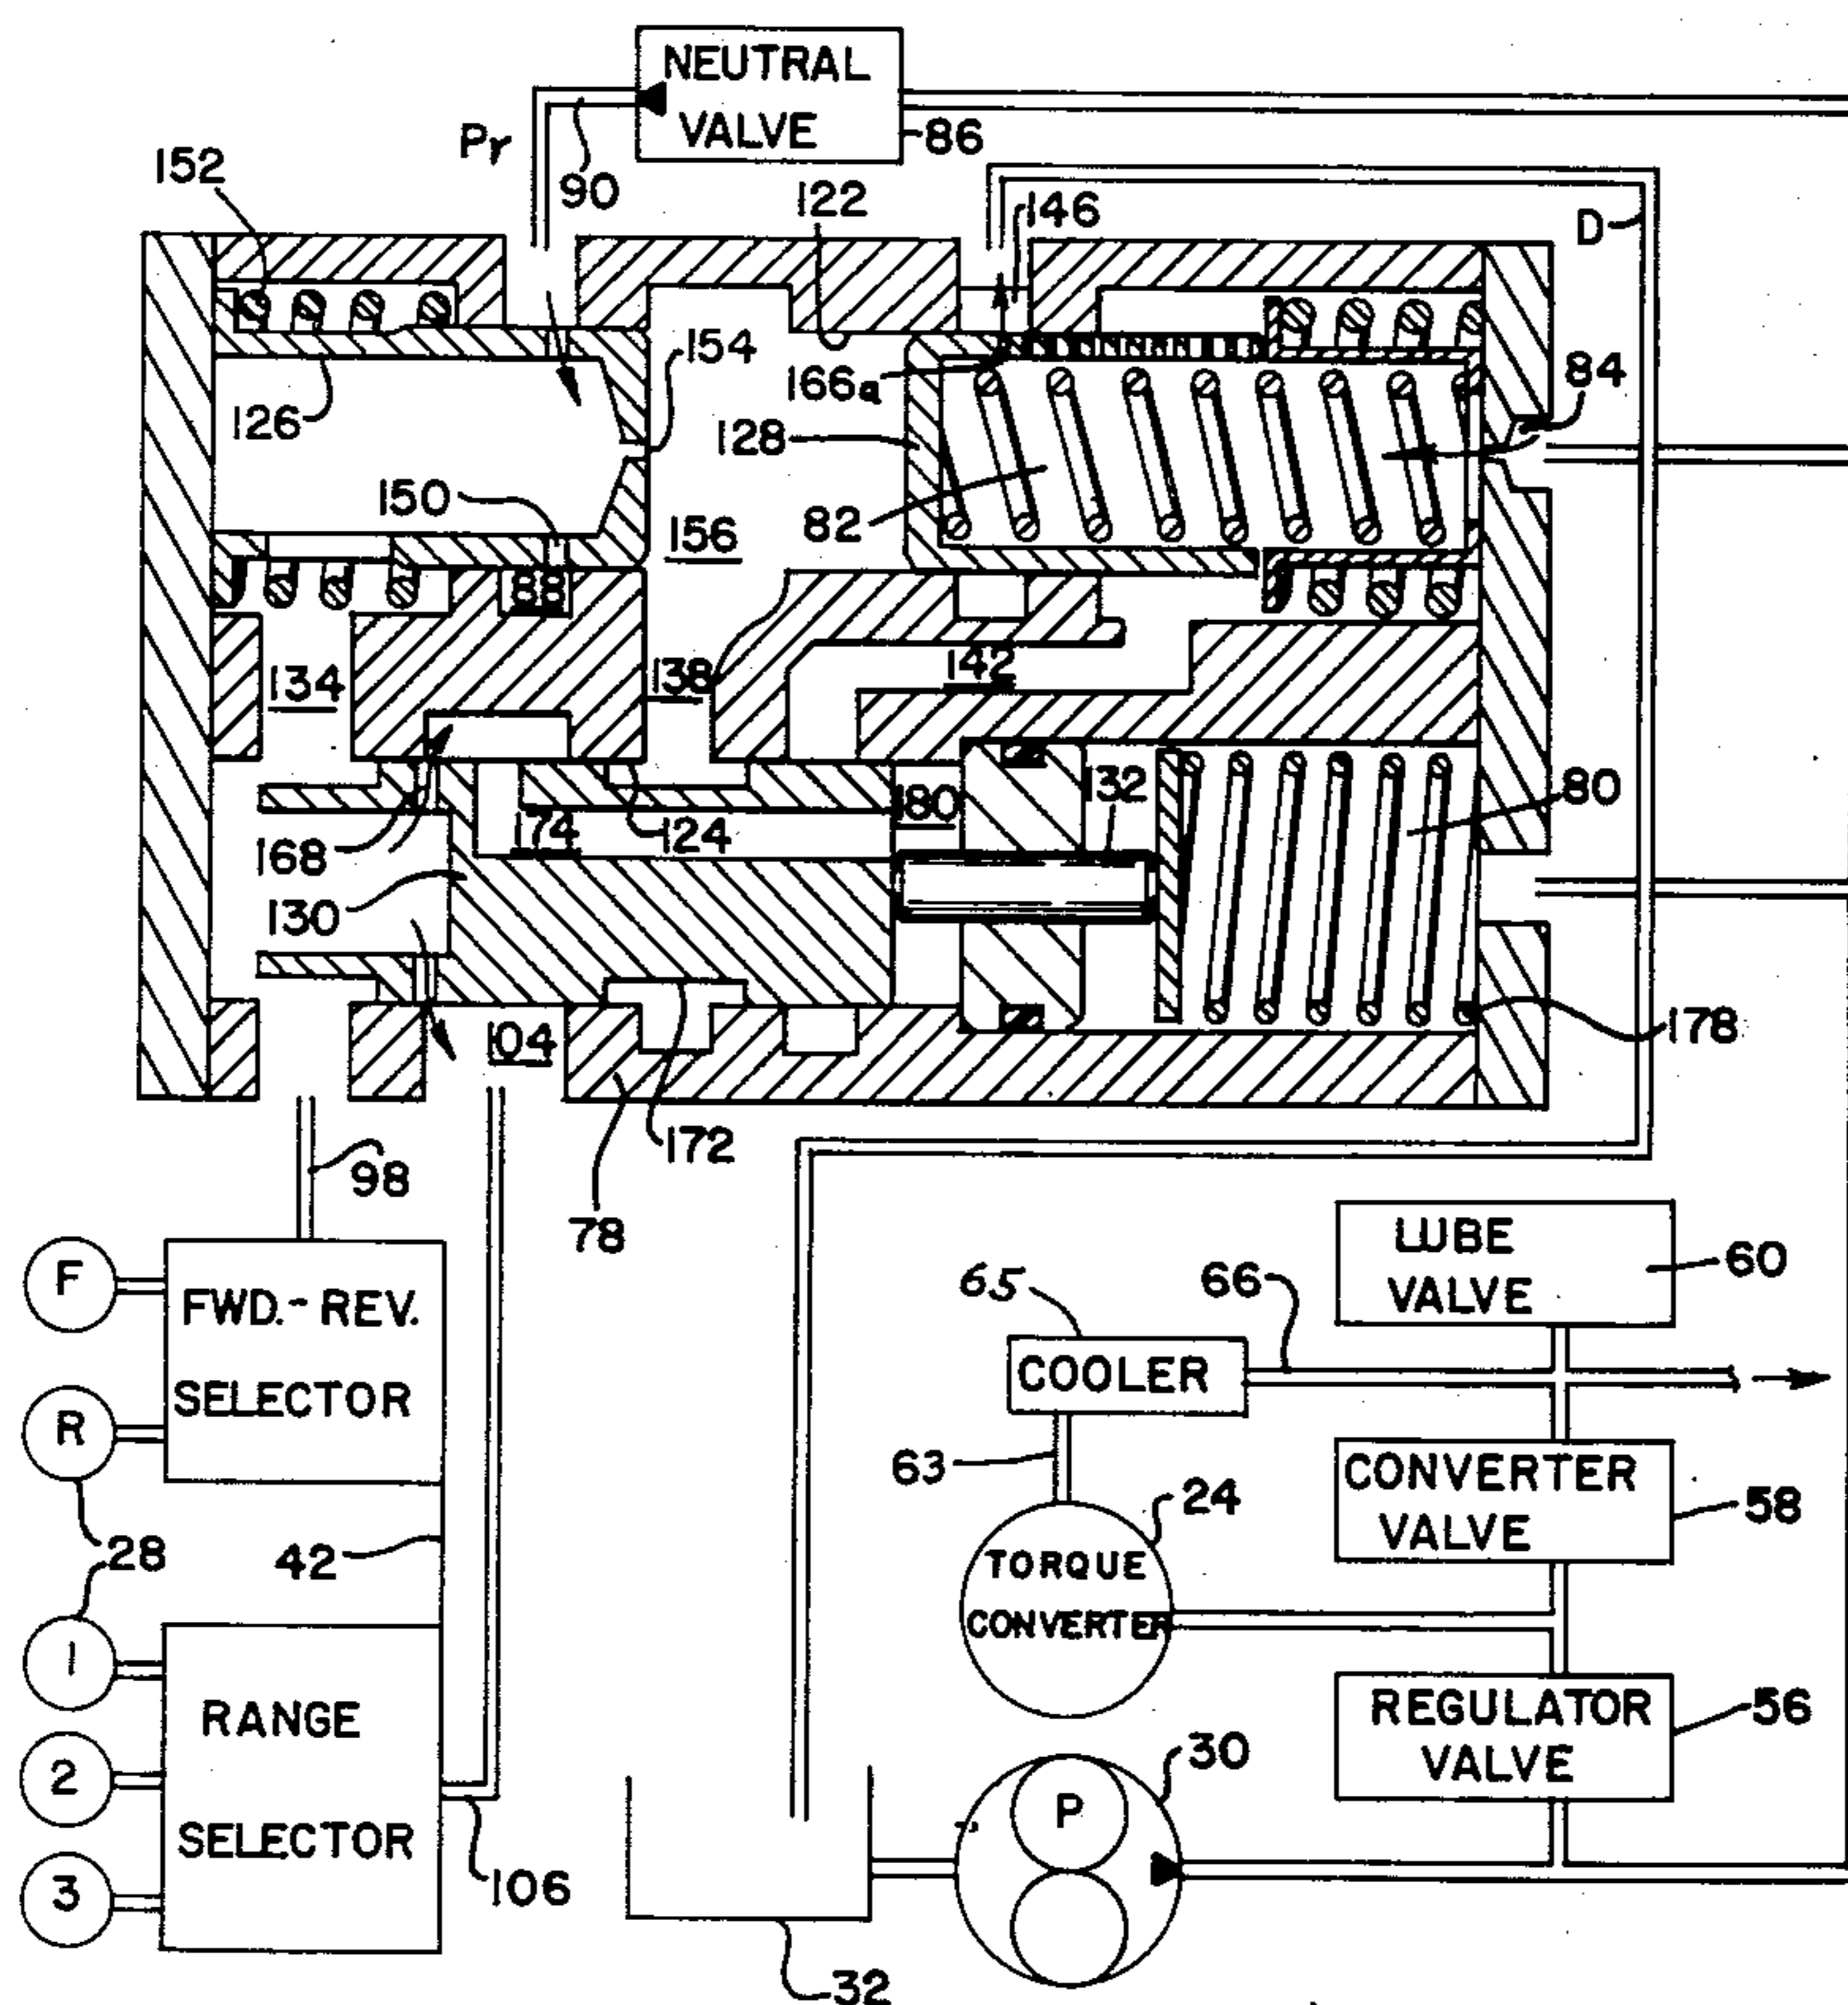 NEUTRAL
VALVE
86
Pr
90
152
122
146
D
154
166a
84
126
128
150
82
156
88
138
142
134
180
132
80
174
124
168
130
104
178
172
98
78
F
FWD.-REV.
SELECTOR
R
28
42
1
RANGE
2
SELECTOR
3
106
LUBE
VALVE
60
65
66
COOLER
63
CONVERTER
VALVE
58
24
TORQUE
CONVERTER
REGULATOR
VALVE
56
30
P
32